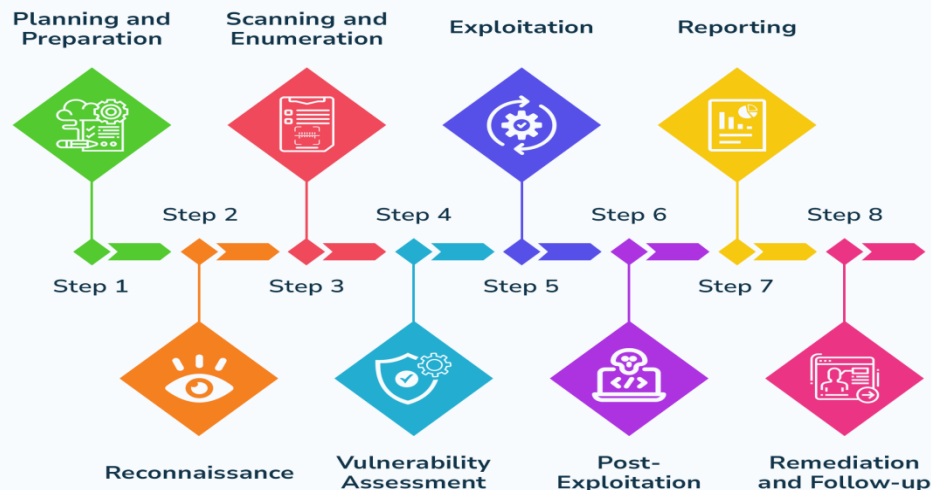 Planning and
Preparation
Scanning and
Enumeration
Exploitation
Reporting
Step 2
Step 4
Step 6
Step 8
Step 1
Step 3
Step 5
Step 7
Reconnaissance
Vulnerability
Assessment
Post-
Exploitation
Remediation
and Follow-up